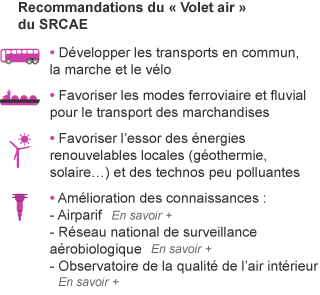 Recommandations du « Volet air »
du SRCAE
• Développer les transports en commun,
la marche et le vélo
• Favoriser les modes ferroviaire et fluvial
pour le transport des marchandises
• Favoriser l’essor des énergies
renouvelables locales (géothermie,
solaire…) et des technos peu polluantes
• Amélioration des connaissances :
- Airparif En savoir +
- Réseau national de surveillance
aérobiologique En savoir +
- Observatoire de la qualité de l’air intérieur
En savoir +